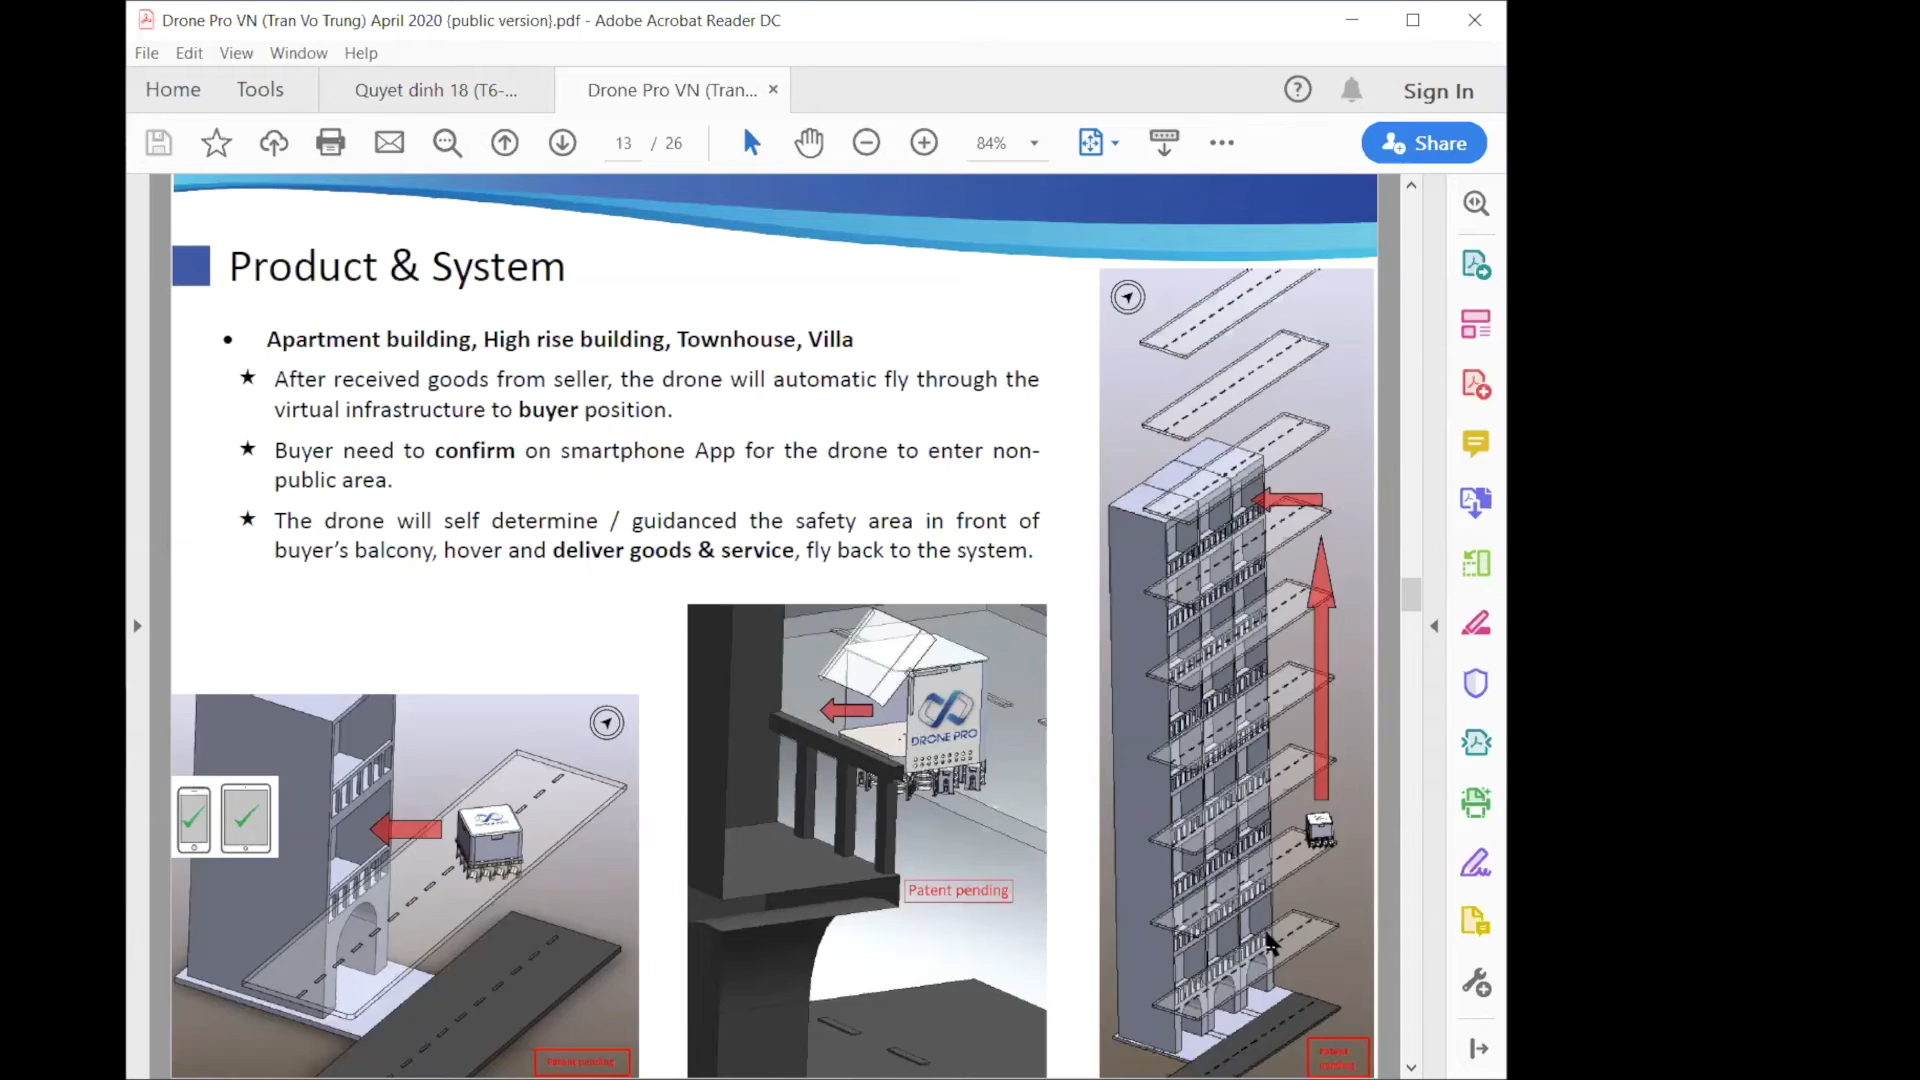 Drone Pro VN (Tran Vo Trung) April 2020 {public version}.pdf - Adobe Acrobat Reader DC
File Edit View Window Help
Home Tools Quyet dinh 18 (T6-... Drone Pro VN (Tran... × Sign In
13 / 26 84% Share
Product & System
• Apartment building, High rise building, Townhouse, Villa
★ After received goods from seller, the drone will automatic fly through the
virtual infrastructure to buyer position.
★ Buyer need to confirm on smartphone App for the drone to enter non-
public area.
★ The drone will self determine / guidanced the safety area in front of
buyer's balcony, hover and deliver goods & service, fly back to the system.
DRONE PRO
Patent pending
Patent pending
Patent
pending